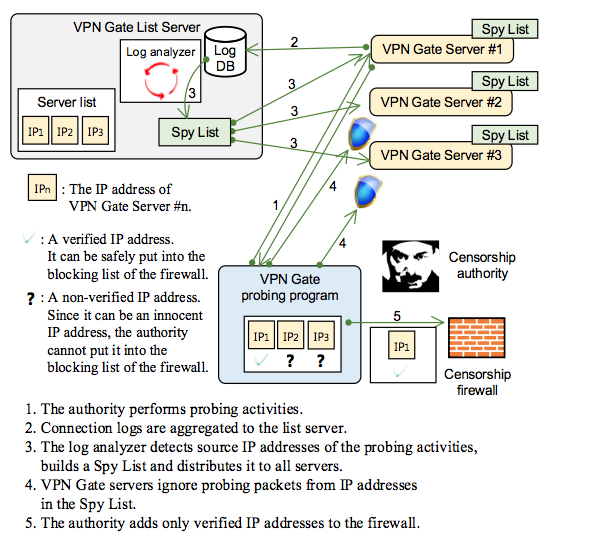 VPN Gate List Server
Log analyzer
Log
DB
Server list
IP1 IP2 IP3
3
Spy List
2
3
3
3
Spy List
VPN Gate Server #1
Spy List
VPN Gate Server #2
Spy List
VPN Gate Server #3
1
4
4
IPn : The IP address of
VPN Gate Server #n.
: A verified IP address.
It can be safely put into the
blocking list of the firewall.
? : A non-verified IP address.
Since it can be an innocent
IP address, the authority
cannot put it into the
blocking list of the firewall.
VPN Gate
probing program
IP1 IP2 IP3
? ?
5
IP1
Censorship
authority
Censorship
firewall
1. The authority performs probing activities.
2. Connection logs are aggregated to the list server.
3. The log analyzer detects source IP addresses of the probing activities,
builds a Spy List and distributes it to all servers.
4. VPN Gate servers ignore probing packets from IP addresses
in the Spy List.
5. The authority adds only verified IP addresses to the firewall.